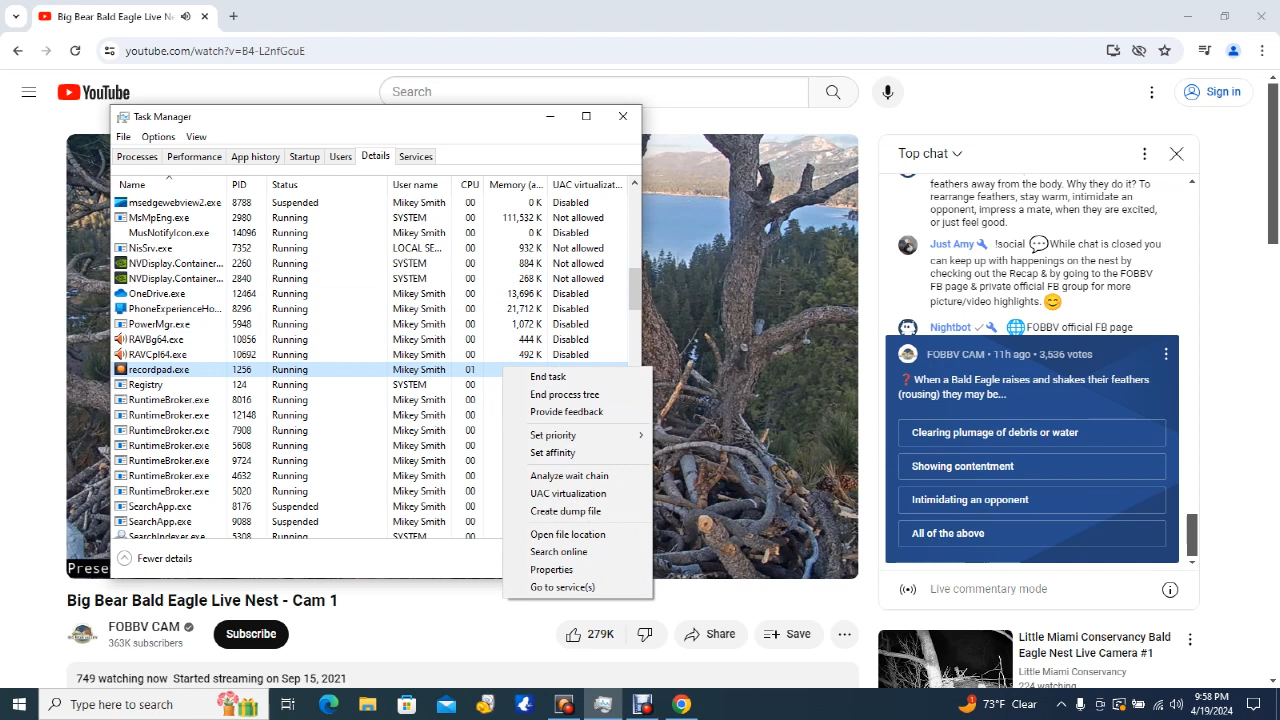 Big Bear Bald Eagle Live Ne
youtube.com/watch?v=B4-L2nfGcuE
YouTube
Search
Sign in
Task Manager
File Options View
Processes Performance App history Startup Users Details Services
Name PID Status User name CPU Memory (a... UAC virtualizat...
msedgewebview2.exe 8788 Suspended Mikey Smith 00 0 K Disabled
MsMpEng.exe 2980 Running SYSTEM 00 111,532 K Not allowed
MusNotifyIcon.exe 14096 Running Mikey Smith 00 0 K Disabled
NisSrv.exe 7352 Running LOCAL SE... 00 932 K Not allowed
NVDisplay.Container... 2260 Running SYSTEM 00 884 K Not allowed
NVDisplay.Container... 2840 Running SYSTEM 00 268 K Not allowed
OneDrive.exe 12464 Running Mikey Smith 00 13,696 K Disabled
PhoneExperienceHo... 8296 Running Mikey Smith 00 21,712 K Disabled
PowerMgr.exe 5948 Running Mikey Smith 00 1,072 K Disabled
RAVBg64.exe 10856 Running Mikey Smith 00 444 K Disabled
RAVCpl64.exe 10692 Running Mikey Smith 00 492 K Disabled
recordpad.exe 1256 Running Mikey Smith 01
Registry Running SYSTEM 00
RuntimeBroker.exe 8016 Running Mikey Smith 00
RuntimeBroker.exe 12148 Running Mikey Smith 00
RuntimeBroker.exe 7908 Running Mikey Smith 00
RuntimeBroker.exe 5608 Running Mikey Smith 00
RuntimeBroker.exe 9724 Running Mikey Smith 00
RuntimeBroker.exe 4632 Running Mikey Smith 00
RuntimeBroker.exe 5020 Running Mikey Smith 00
SearchApp.exe 8176 Suspended Mikey Smith 00
SearchApp.exe 9088 Suspended Mikey Smith 00
SearchIndexer.exe 5308 Running SYSTEM 00
Fewer details
End task
End process tree
Provide feedback
Set priority
Set affinity
Analyze wait chain
UAC virtualization
Create dump file
Open file location
Search online
Properties
Go to service(s)
Prese
Big Bear Bald Eagle Live Nest - Cam 1
FOBBV CAM
363K subscribers
Subscribe
279K
Share
Save
749 watching now Started streaming on Sep 15, 2021
Top chat
feathers away from the body. Why they do it? To
rearrange feathers, stay warm, intimidate an
opponent, impress a mate, when they are excited,
or just feel good.
Just Amy !social 💬While chat is closed you
can keep up with happenings on the nest by
checking out the Recap & by going to the FOBBV
FB page & private official FB group for more
picture/video highlights. 😊
Nightbot 🌐FOBBV official FB page
FOBBV CAM • 11h ago • 3,536 votes
❓When a Bald Eagle raises and shakes their feathers
(rousing) they may be...
Clearing plumage of debris or water
Showing contentment
Intimidating an opponent
All of the above
Live commentary mode
Little Miami Conservancy Bald
Eagle Nest Live Camera #1
Little Miami Conservancy
224 watching
Type here to search
73°F Clear
9:58 PM
4/19/2024